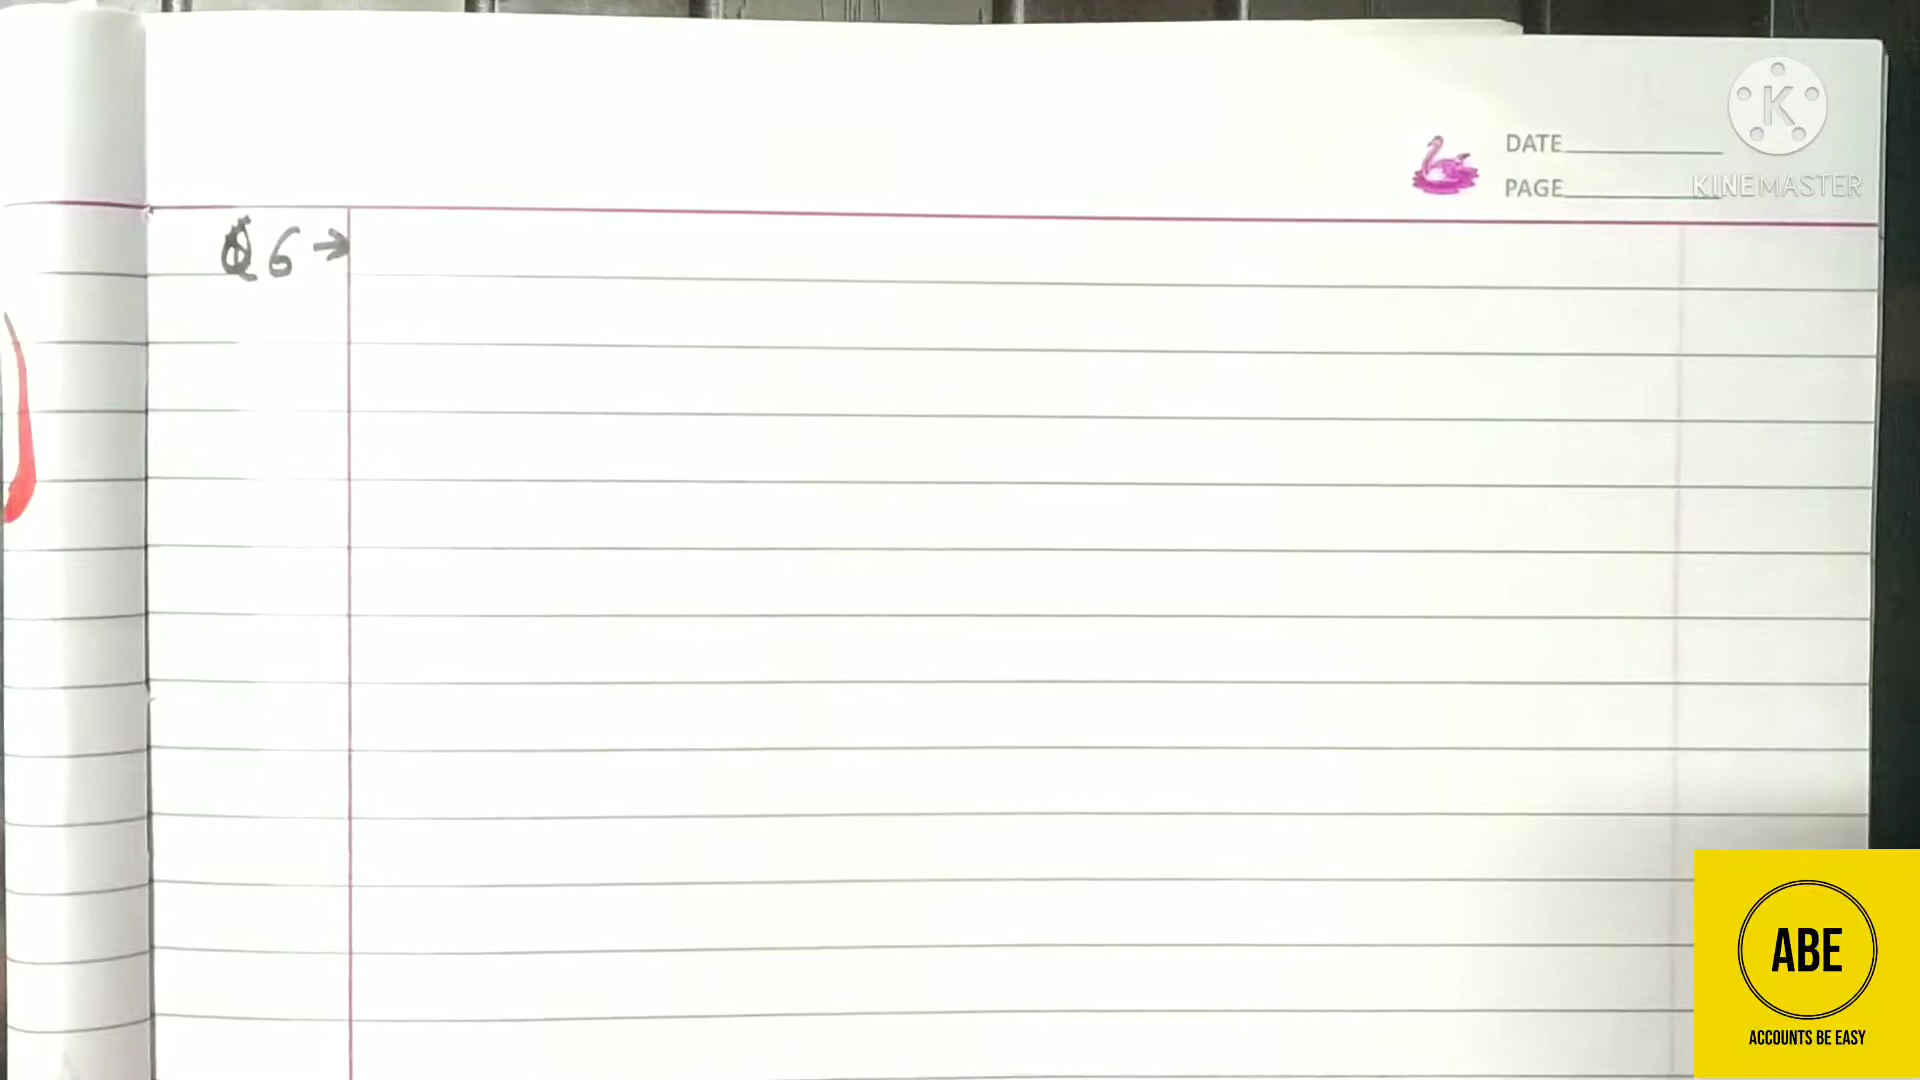 DATE
PAGE
KINEMASTER
Q6 →
ABE
ACCOUNTS BE EASY